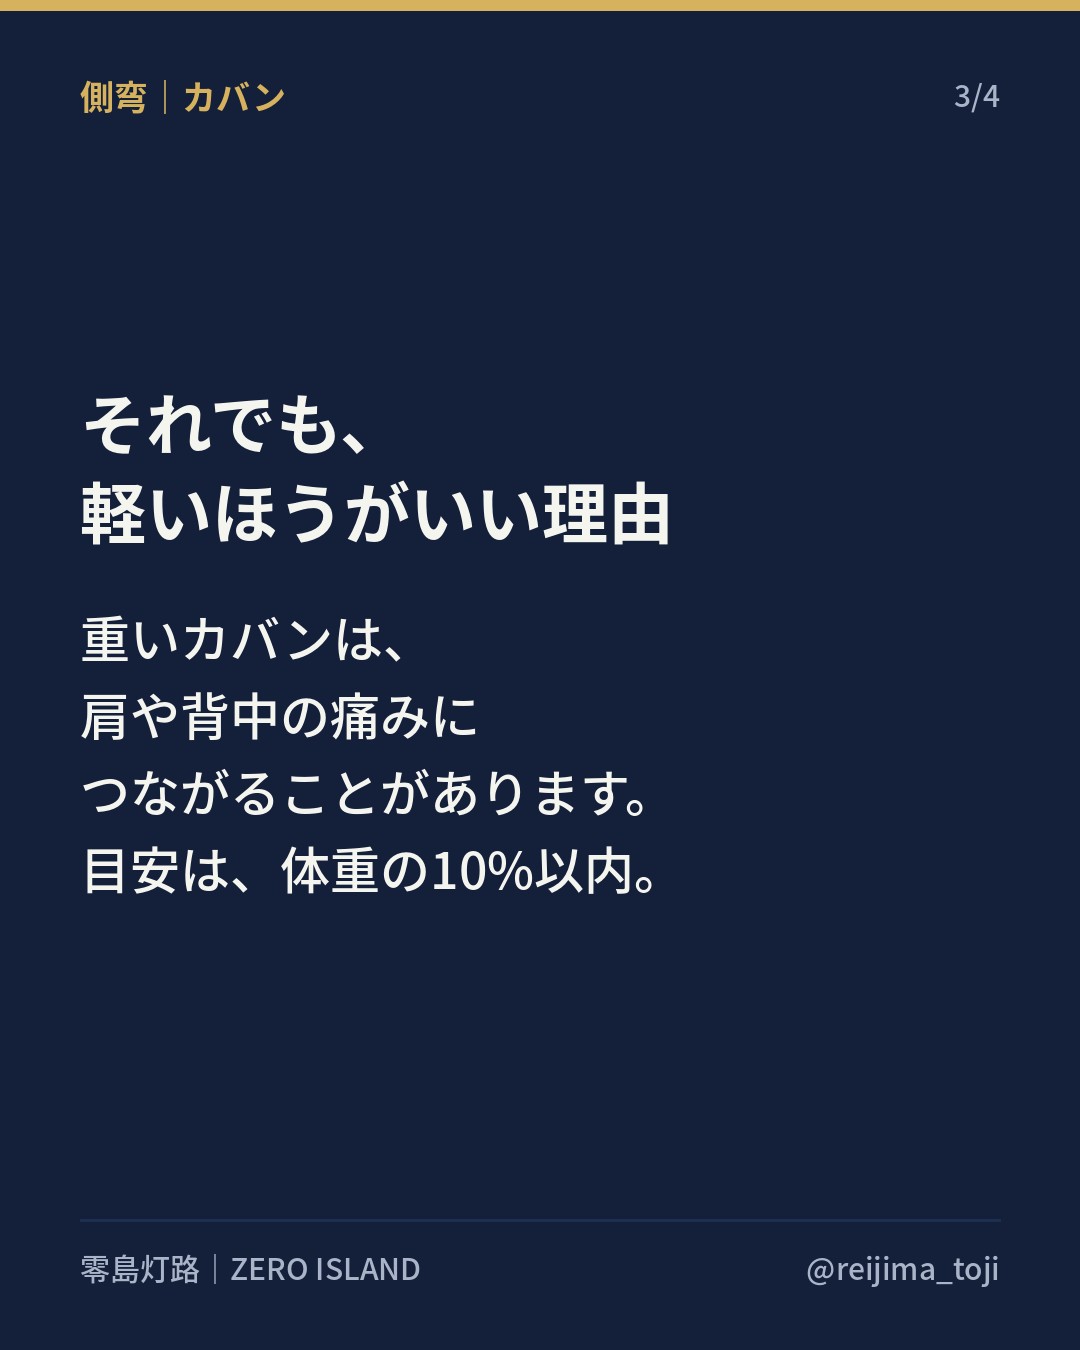 側弯｜カバン
3/4
それでも、
軽いほうがいい理由
重いカバンは、
肩や背中の痛みに
つながることがあります。
目安は、体重の10%以内。
零島灯路｜ZERO ISLAND
@reijima_toji